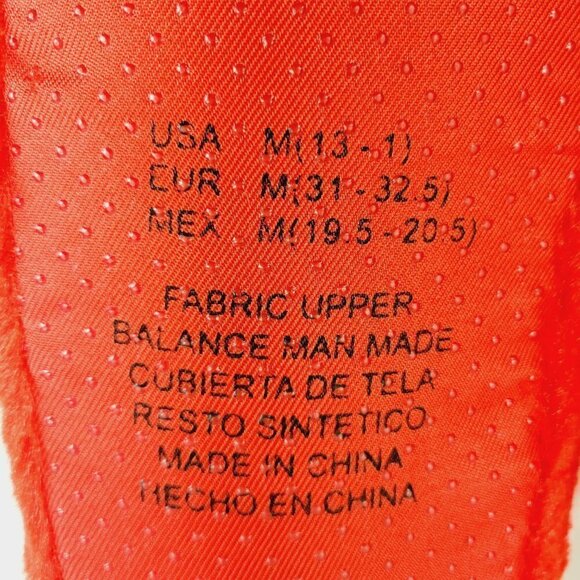 USA M(13 - 1)
EUR M(31 - 32.5)
MEX M(19.5 - 20.5)
FABRIC UPPER
BALANCE MAN MADE
CUBIERTA DE TELA
RESTO SINTETICO
MADE IN CHINA
HECHO EN CHINA